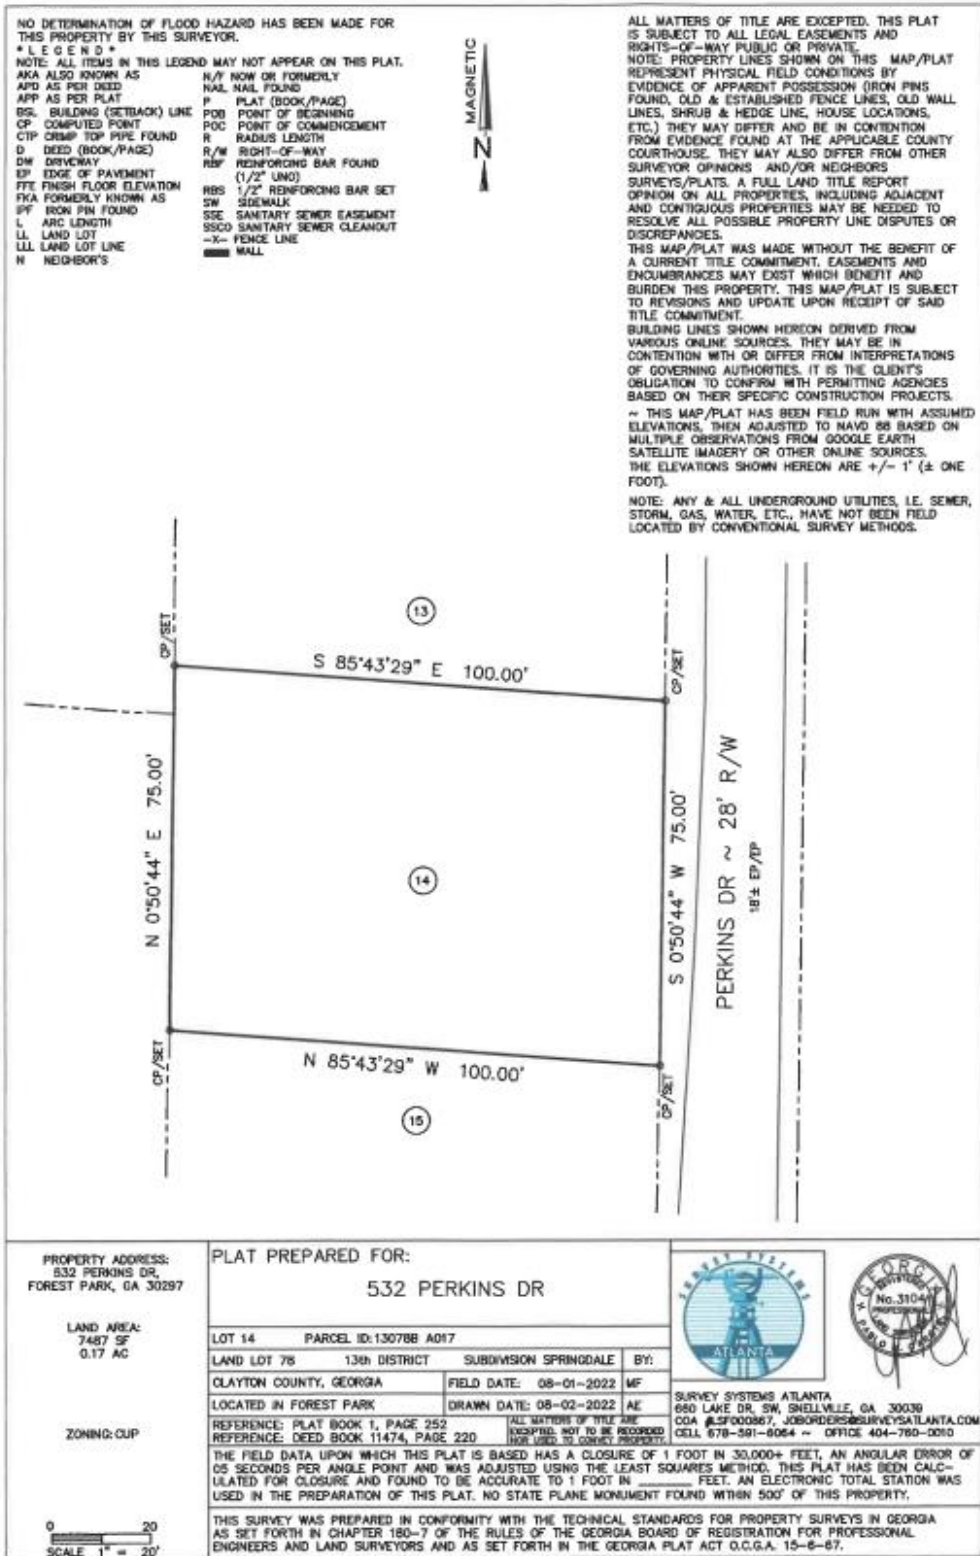 NO DETERMINATION OF FLOOD HAZARD HAS BEEN MADE FOR
THIS PROPERTY BY THIS SURVEYOR.
* L E G E N D *
NOTE: ALL ITEMS IN THIS LEGEND MAY NOT APPEAR ON THIS PLAT.
AKA ALSO KNOWN AS
APD AS PER DEED
APP AS PER PLAT
BSL BUILDING (SETBACK) LINE
CP COMPUTED POINT
CTP CRIMP TOP PIPE FOUND
D DEED (BOOK/PAGE)
DW DRIVEWAY
EP EDGE OF PAVEMENT
FFE FINISH FLOOR ELEVATION
FKA FORMERLY KNOWN AS
IPF IRON PIN FOUND
L ARC LENGTH
LL LAND LOT
LLL LAND LOT LINE
N NEIGHBOR'S
N/F NOW OR FORMERLY
NAIL NAIL FOUND
P PLAT (BOOK/PAGE)
POB POINT OF BEGINNING
POC POINT OF COMMENCEMENT
R RADIUS LENGTH
R/W RIGHT-OF-WAY
RBF REINFORCING BAR FOUND
(1/2" UNO)
RBS 1/2" REINFORCING BAR SET
SW SIDEWALK
SSE SANITARY SEWER EASEMENT
SSCO SANITARY SEWER CLEANOUT
-X- FENCE LINE
WALL
MAGNETIC
N
ALL MATTERS OF TITLE ARE EXCEPTED. THIS PLAT
IS SUBJECT TO ALL LEGAL EASEMENTS AND
RIGHTS-OF-WAY PUBLIC OR PRIVATE.
NOTE: PROPERTY LINES SHOWN ON THIS MAP/PLAT
REPRESENT PHYSICAL FIELD CONDITIONS BY
EVIDENCE OF APPARENT POSSESSION (IRON PINS
FOUND, OLD & ESTABLISHED FENCE LINES, OLD WALL
LINES, SHRUB & HEDGE LINE, HOUSE LOCATIONS,
ETC.) THEY MAY DIFFER AND BE IN CONTENTION
FROM EVIDENCE FOUND AT THE APPLICABLE COUNTY
COURTHOUSE. THEY MAY ALSO DIFFER FROM OTHER
SURVEYOR OPINIONS AND/OR NEIGHBORS
SURVEYS/PLATS. A FULL LAND TITLE REPORT
OPINION ON ALL PROPERTIES, INCLUDING ADJACENT
AND CONTIGUOUS PROPERTIES MAY BE NEEDED TO
RESOLVE ALL POSSIBLE PROPERTY LINE DISPUTES OR
DISCREPANCIES.
THIS MAP/PLAT WAS MADE WITHOUT THE BENEFIT OF
A CURRENT TITLE COMMITMENT. EASEMENTS AND
ENCUMBRANCES MAY EXIST WHICH BENEFIT AND
BURDEN THIS PROPERTY. THIS MAP/PLAT IS SUBJECT
TO REVISIONS AND UPDATE UPON RECEIPT OF SAID
TITLE COMMITMENT.
BUILDING LINES SHOWN HEREON DERIVED FROM
VARIOUS ONLINE SOURCES. THEY MAY BE IN
CONTENTION WITH OR DIFFER FROM INTERPRETATIONS
OF GOVERNING AUTHORITIES. IT IS THE CLIENT'S
OBLIGATION TO CONFIRM WITH PERMITTING AGENCIES
BASED ON THEIR SPECIFIC CONSTRUCTION PROJECTS.
~ THIS MAP/PLAT HAS BEEN FIELD RUN WITH ASSUMED
ELEVATIONS, THEN ADJUSTED TO NAVD 88 BASED ON
MULTIPLE OBSERVATIONS FROM GOOGLE EARTH
SATELLITE IMAGERY OR OTHER ONLINE SOURCES.
THE ELEVATIONS SHOWN HEREON ARE +/- 1' (± ONE
FOOT).
NOTE: ANY & ALL UNDERGROUND UTILITIES, I.E. SEWER,
STORM, GAS, WATER, ETC., HAVE NOT BEEN FIELD
LOCATED BY CONVENTIONAL SURVEY METHODS.
13
CP/SET
S 85°43'29" E 100.00'
CP/SET
N 0°50'44" E 75.00'
14
S 0°50'44" W 75.00'
PERKINS DR ~ 28' R/W
18'± EP/EP
CP/SET
N 85°43'29" W 100.00'
CP/SET
15
PROPERTY ADDRESS:
532 PERKINS DR,
FOREST PARK, GA 30297
LAND AREA:
7487 SF
0.17 AC
ZONING: CUP
0 20
SCALE 1" = 20'
PLAT PREPARED FOR:
532 PERKINS DR
LOT 14 PARCEL ID: 13078B A017
LAND LOT 78 13th DISTRICT SUBDIVISION SPRINGDALE BY:
CLAYTON COUNTY, GEORGIA FIELD DATE: 08-01-2022 MF
LOCATED IN FOREST PARK DRAWN DATE: 08-02-2022 AE
REFERENCE: PLAT BOOK 1, PAGE 252
REFERENCE: DEED BOOK 11474, PAGE 220
ALL MATTERS OF TITLE ARE
EXCEPTED. NOT TO BE RECORDED
NOR USED TO CONVEY PROPERTY.
SURVEY SYSTEMS
ATLANTA
GEORGIA
REGISTERED
No. 3104
PROFESSIONAL
SURVEY SYSTEMS ATLANTA
660 LAKE DR, SW, SNELLVILLE, GA 30039
COA #LSF000867, JOBORDERS@SURVEYSATLANTA.COM
CELL 678-591-6064 ~ OFFICE 404-760-0010
THE FIELD DATA UPON WHICH THIS PLAT IS BASED HAS A CLOSURE OF 1 FOOT IN 30,000+ FEET, AN ANGULAR ERROR OF
05 SECONDS PER ANGLE POINT AND WAS ADJUSTED USING THE LEAST SQUARES METHOD. THIS PLAT HAS BEEN CALC-
ULATED FOR CLOSURE AND FOUND TO BE ACCURATE TO 1 FOOT IN ______ FEET. AN ELECTRONIC TOTAL STATION WAS
USED IN THE PREPARATION OF THIS PLAT. NO STATE PLANE MONUMENT FOUND WITHIN 500' OF THIS PROPERTY.
THIS SURVEY WAS PREPARED IN CONFORMITY WITH THE TECHNICAL STANDARDS FOR PROPERTY SURVEYS IN GEORGIA
AS SET FORTH IN CHAPTER 180-7 OF THE RULES OF THE GEORGIA BOARD OF REGISTRATION FOR PROFESSIONAL
ENGINEERS AND LAND SURVEYORS AND AS SET FORTH IN THE GEORGIA PLAT ACT O.C.G.A. 15-6-67.